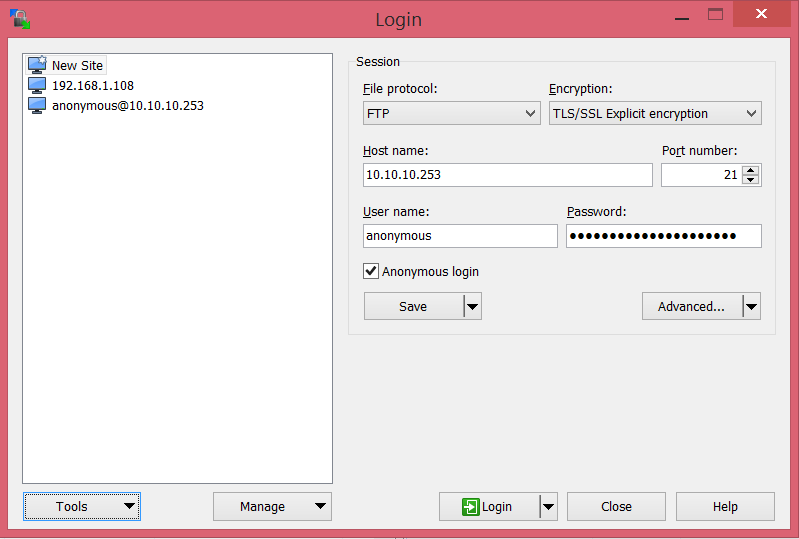 Login
New Site
192.168.1.108
anonymous@10.10.10.253
Session
File protocol:
Encryption:
FTP
TLS/SSL Explicit encryption
Host name:
Port number:
10.10.10.253
21
User name:
Password:
anonymous
●●●●●●●●●●●●●●●●●●●●●
Anonymous login
Save
Advanced...
Tools
Manage
Login
Close
Help